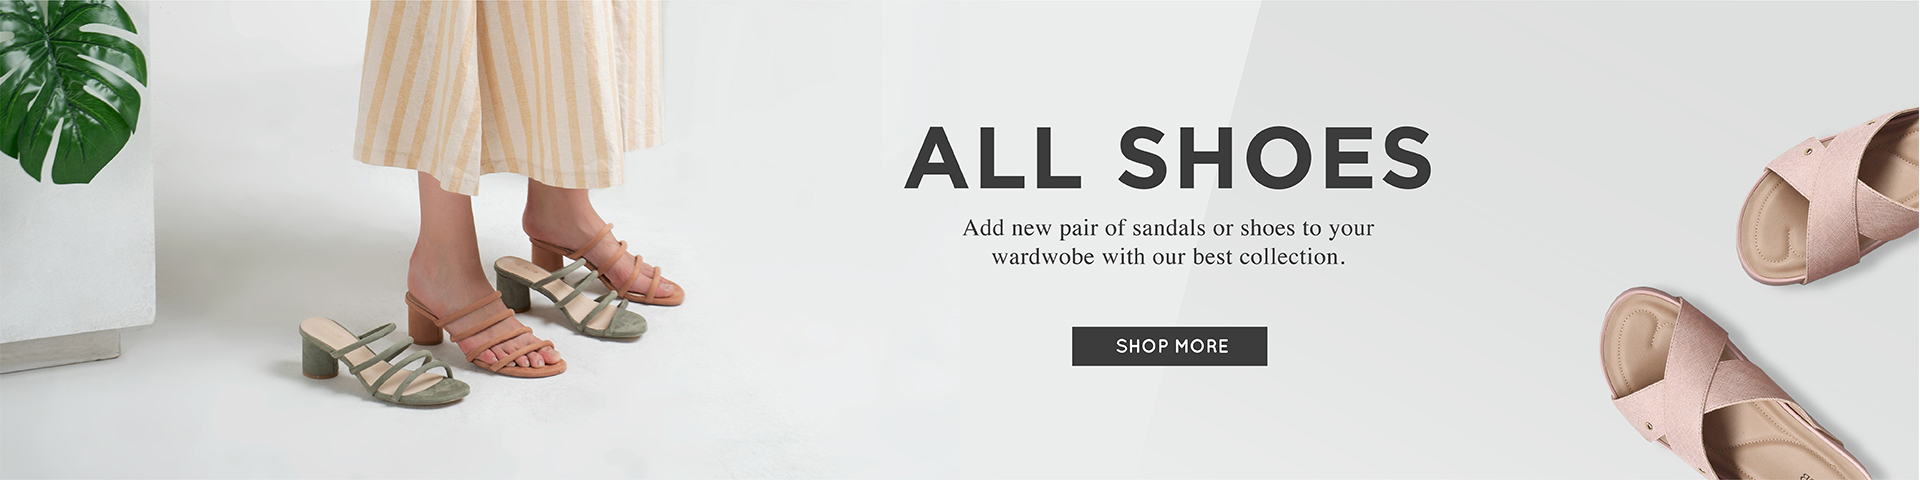 ALL SHOES
Add new pair of sandals or shoes to your
wardwobe with our best collection.
SHOP MORE